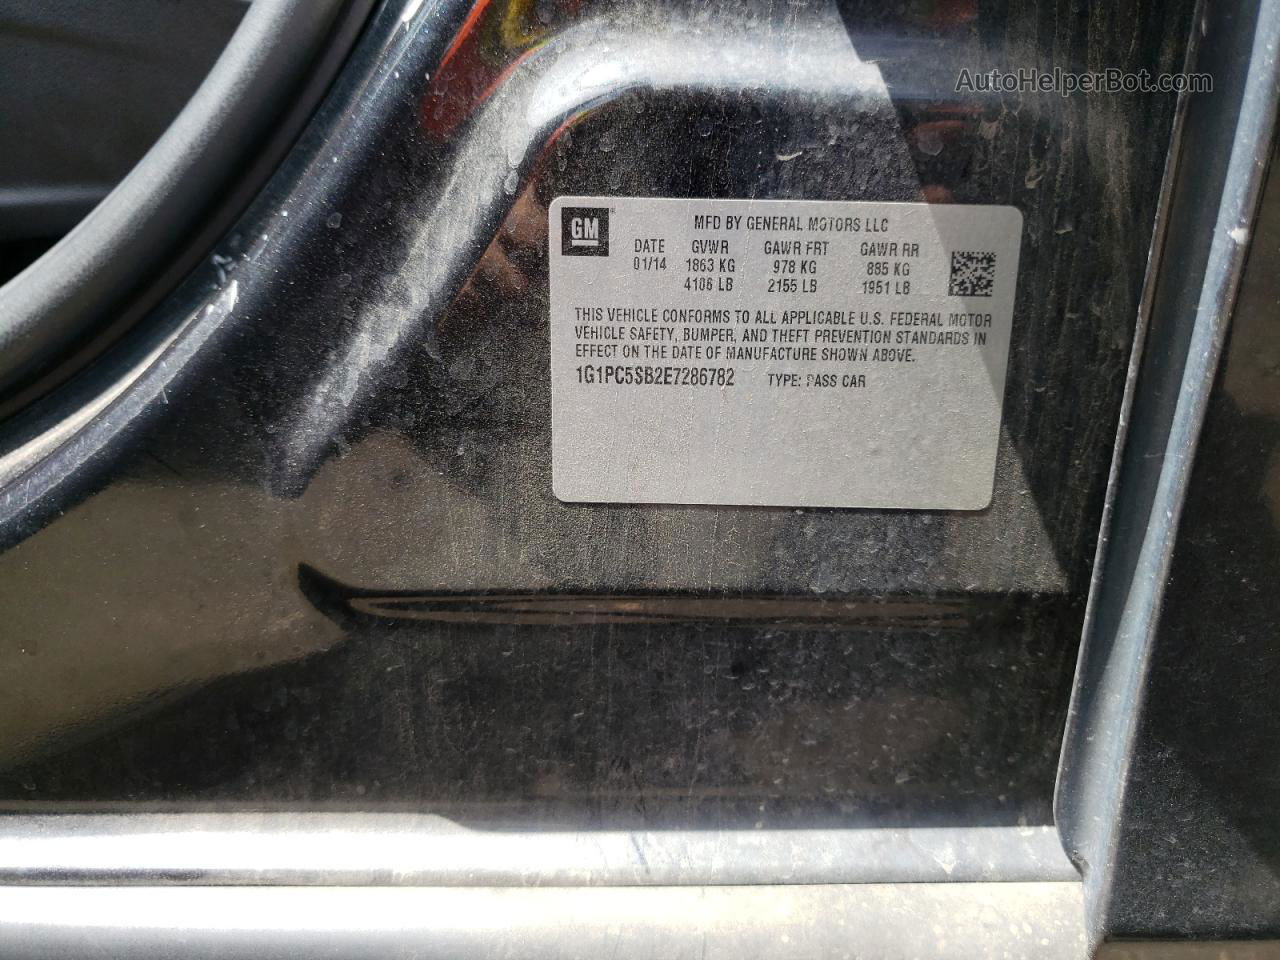 AutoHelperBot.com
GM
MFD BY GENERAL MOTORS LLC
DATE GVWR GAWR FRT GAWR RR
01/14 1863 KG 978 KG 885 KG
4106 LB 2155 LB 1951 LB
THIS VEHICLE CONFORMS TO ALL APPLICABLE U.S. FEDERAL MOTOR
VEHICLE SAFETY, BUMPER, AND THEFT PREVENTION STANDARDS IN
EFFECT ON THE DATE OF MANUFACTURE SHOWN ABOVE.
1G1PC5SB2E7286782 TYPE: PASS CAR